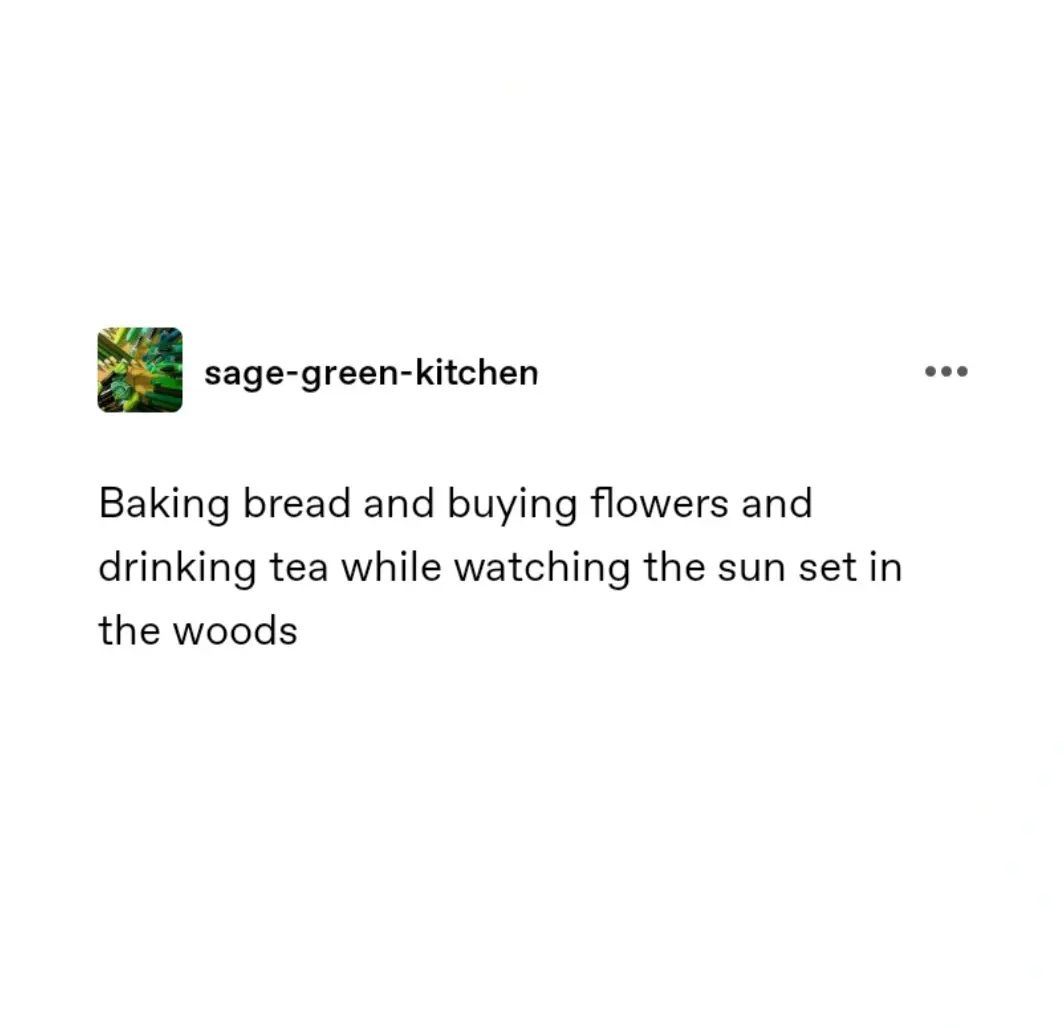 sage-green-kitchen
Baking bread and buying flowers and
drinking tea while watching the sun set in
the woods